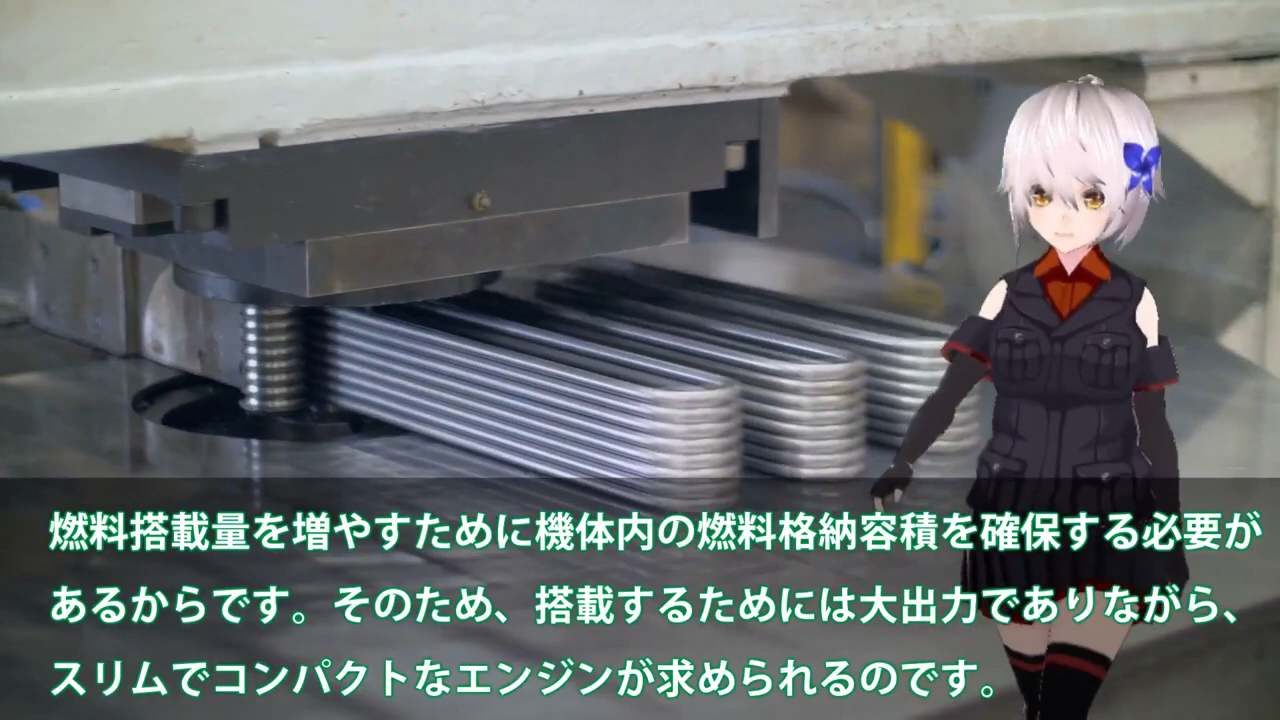 燃料搭載量を増やすために機体内の燃料格納容積を確保する必要が
あるからです。そのため、搭載するためには大出力でありながら、
スリムでコンパクトなエンジンが求められるのです。